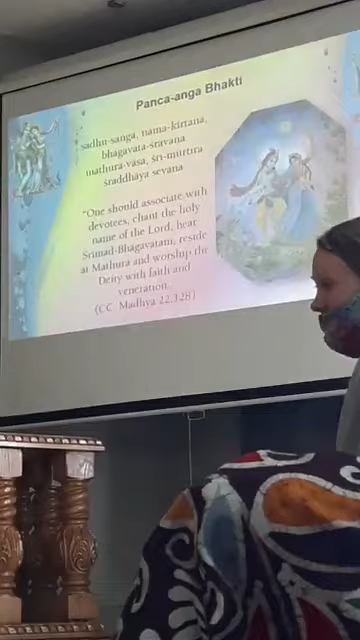 Panca-anga Bhakti
sadhu-sanga, nama-kirtana,
bhagavata-sravana
mathura-vasa, sri-murtira
sraddhaya sevana
"One should associate with
devotees, chant the holy
name of the Lord, hear
Srimad-Bhagavatam, reside
at Mathura and worship the
Deity with faith and
veneration.
(CC Madhya 22.128)